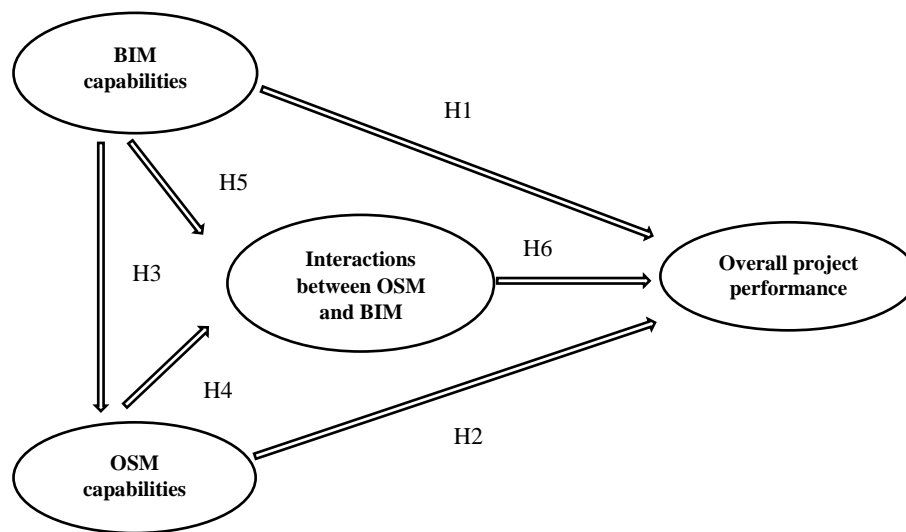 BIM
capabilities
H1
H5
H3
Interactions
between OSM
and BIM
H6
Overall project
performance
H4
H2
OSM
capabilities